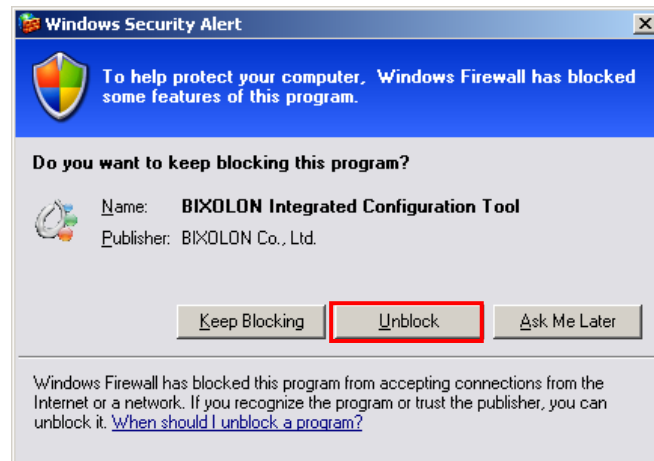 Windows Security Alert
To help protect your computer, Windows Firewall has blocked
some features of this program.
Do you want to keep blocking this program?
Name: BIXOLON Integrated Configuration Tool
Publisher: BIXOLON Co., Ltd.
Keep Blocking Unblock Ask Me Later
Windows Firewall has blocked this program from accepting connections from the
Internet or a network. If you recognize the program or trust the publisher, you can
unblock it. When should I unblock a program?